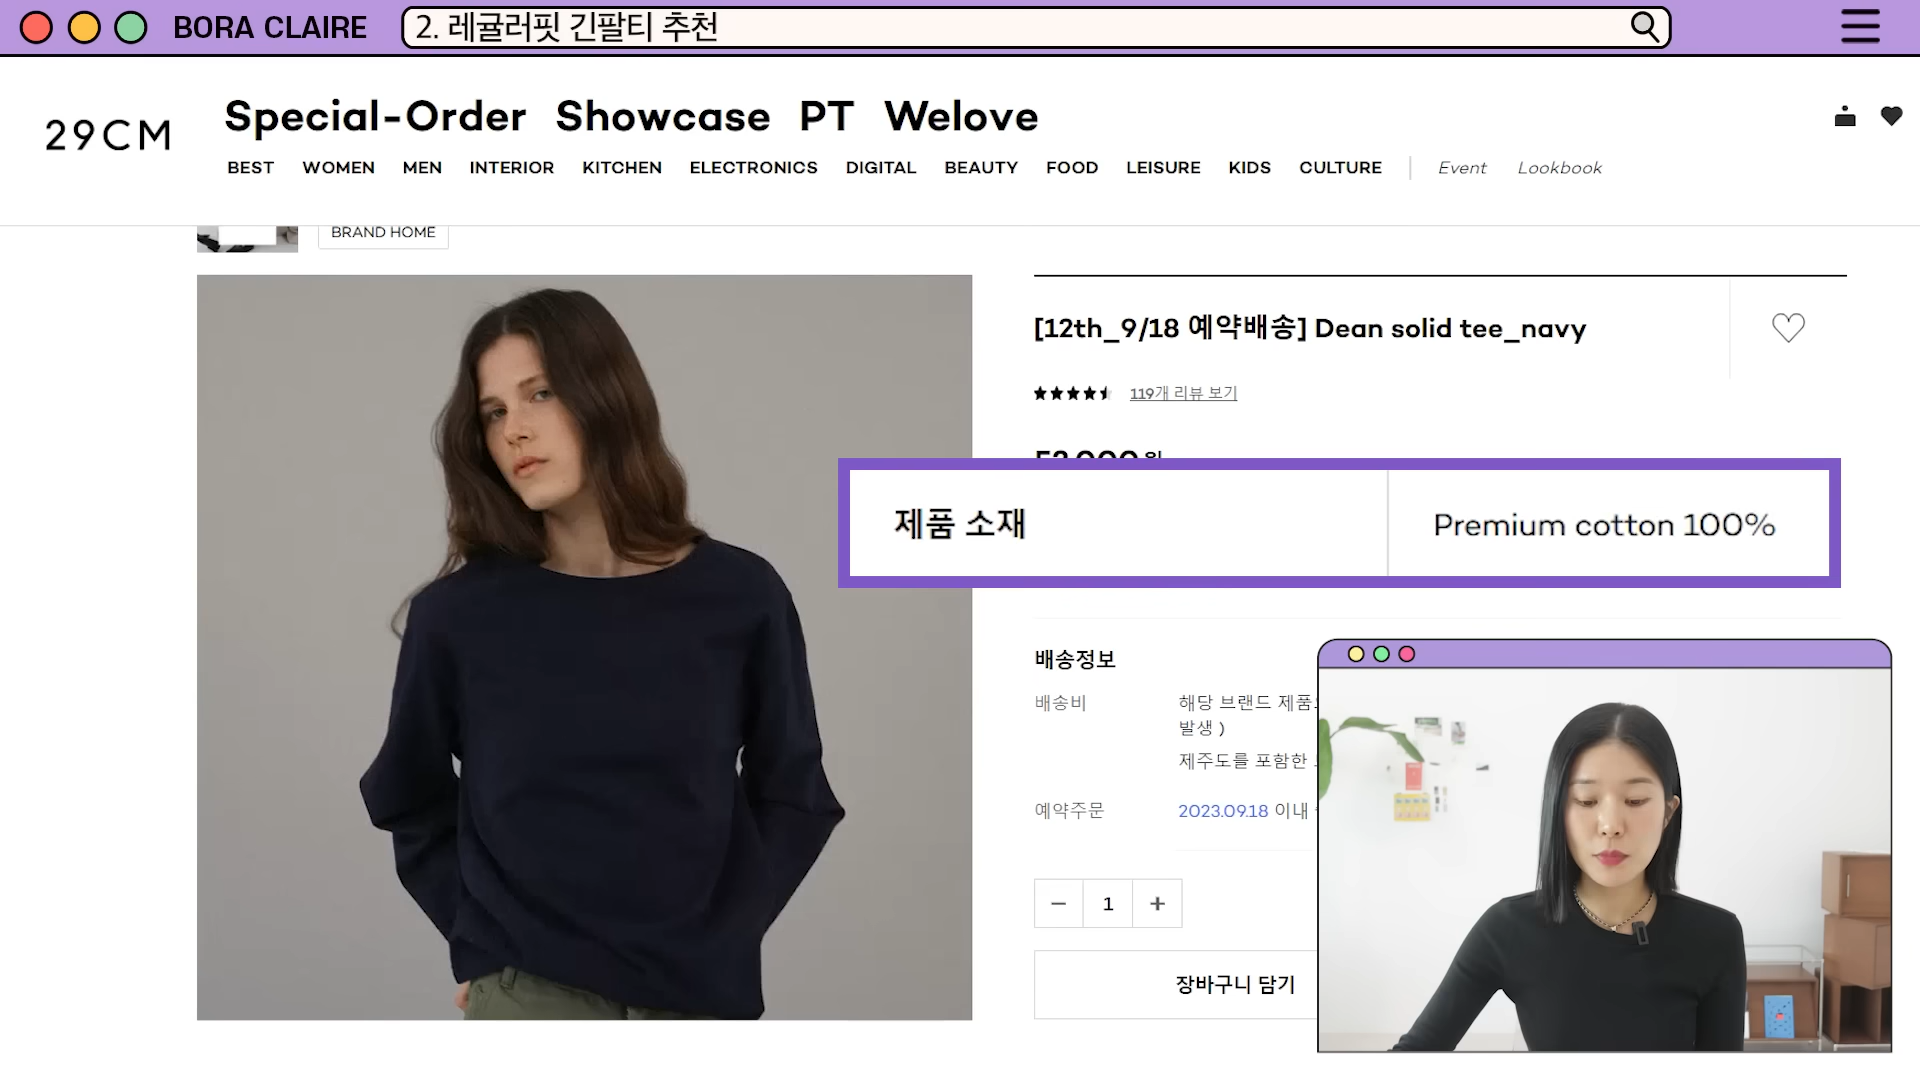 BORA CLAIRE
2. 레귤러핏 긴팔티 추천
29CM
Special-Order Showcase PT Welove
BEST WOMEN MEN INTERIOR KITCHEN ELECTRONICS DIGITAL BEAUTY FOOD LEISURE KIDS CULTURE Event Lookbook
BRAND HOME
[12th_9/18 예약배송] Dean solid tee_navy
119개 리뷰 보기
제품 소재 Premium cotton 100%
배송정보
배송비 해당 브랜드 제품
발생 )
제주도를 포함한
예약주문 2023.09.18 이내
1
장바구니 담기